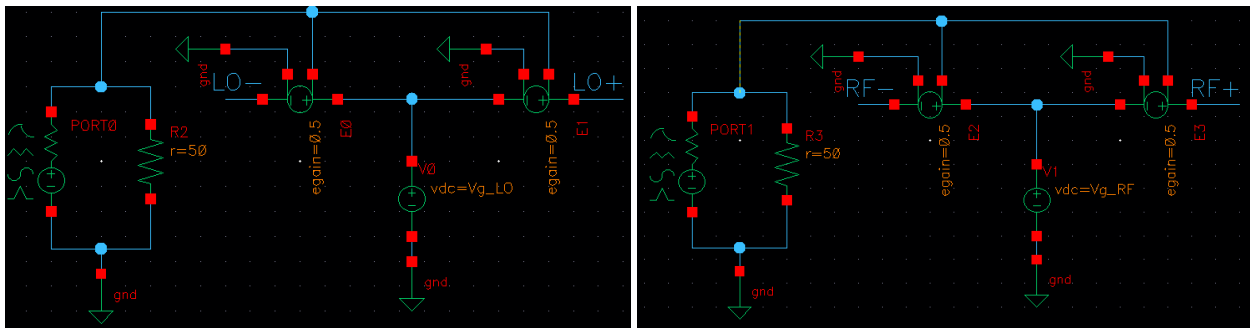 gnd
LO-
gnd
LO+
PORT0
R2
r=50
E0
egain=0.5
E1
egain=0.5
V0
vdc=Vg_LO
gnd
gnd
gnd
RF-
gnd
RF+
PORT1
R3
r=50
E2
egain=0.5
E3
egain=0.5
V1
vdc=Vg_RF
gnd
gnd